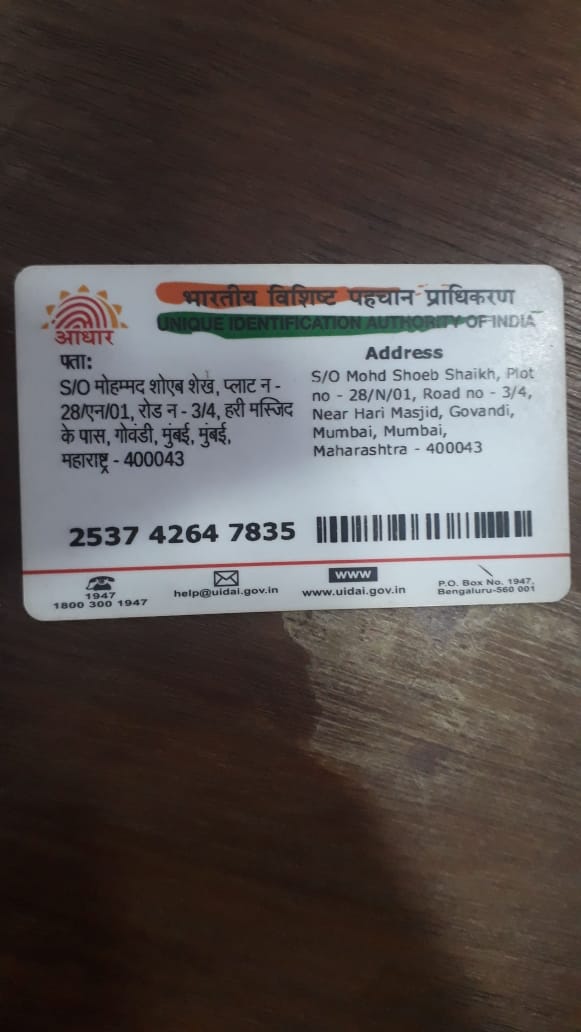 भारतीय विशिष्ट पहचान प्राधिकरण
UNIQUE IDENTIFICATION AUTHORITY OF INDIA
आधार
पता:
S/O मोहम्मद शोएब शेख, प्लाट न -
28/एन/01, रोड न - 3/4, हरी मस्जिद
के पास, गोवंडी, मुंबई, मुंबई,
महाराष्ट्र - 400043
Address
S/O Mohd Shoeb Shaikh, Plot
no - 28/N/01, Road no - 3/4,
Near Hari Masjid, Govandi,
Mumbai, Mumbai,
Maharashtra - 400043
2537 4264 7835
1947
1800 300 1947
help@uidai.gov.in
www
www.uidai.gov.in
P.O. Box No. 1947,
Bengaluru-560 001